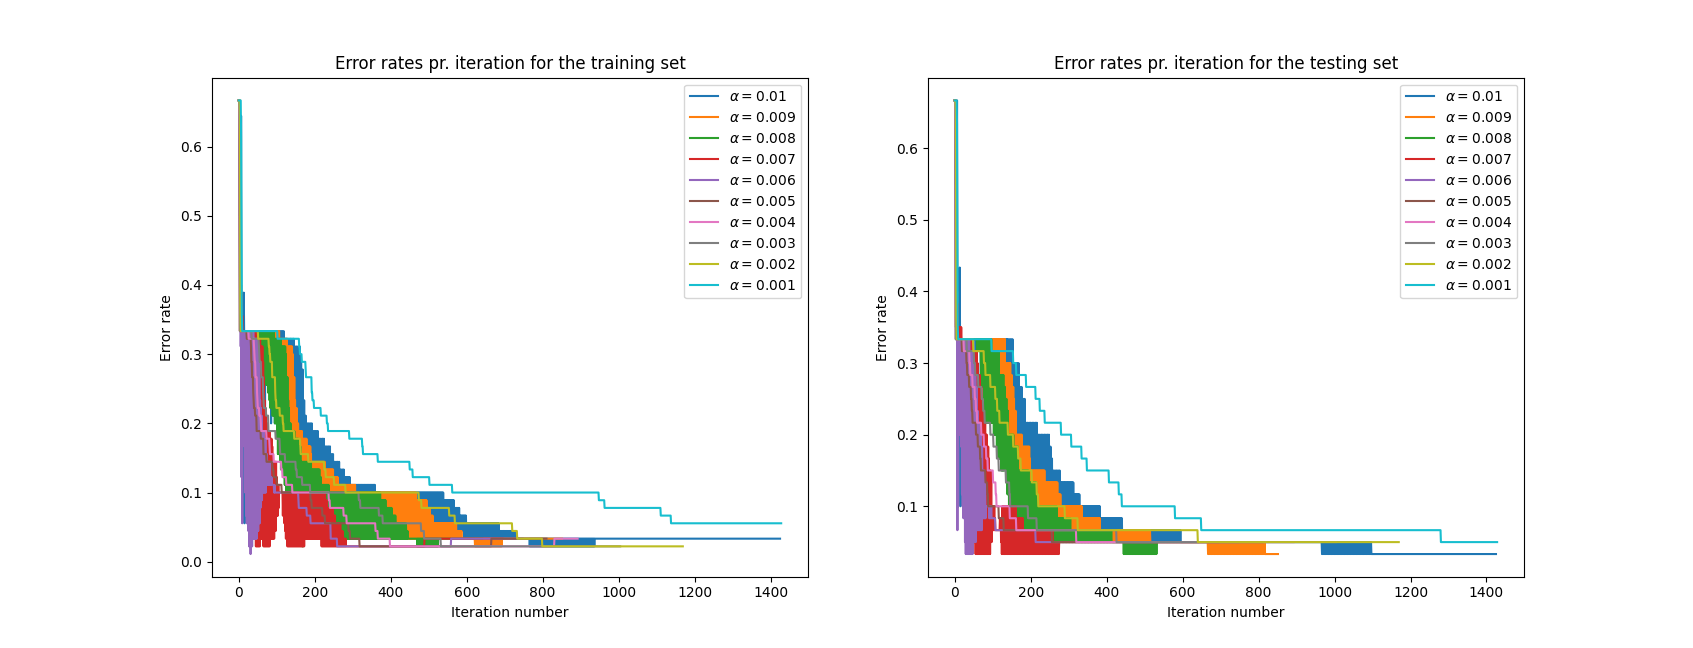 Error rates pr. iteration for the training set
Error rate
0.6
0.5
0.4
0.3
0.2
0.1
0.0
0 200 400 600 800 1000 1200 1400
Iteration number
α = 0.01
α = 0.009
α = 0.008
α = 0.007
α = 0.006
α = 0.005
α = 0.004
α = 0.003
α = 0.002
α = 0.001
Error rates pr. iteration for the testing set
Error rate
0.6
0.5
0.4
0.3
0.2
0.1
0 200 400 600 800 1000 1200 1400
Iteration number
α = 0.01
α = 0.009
α = 0.008
α = 0.007
α = 0.006
α = 0.005
α = 0.004
α = 0.003
α = 0.002
α = 0.001